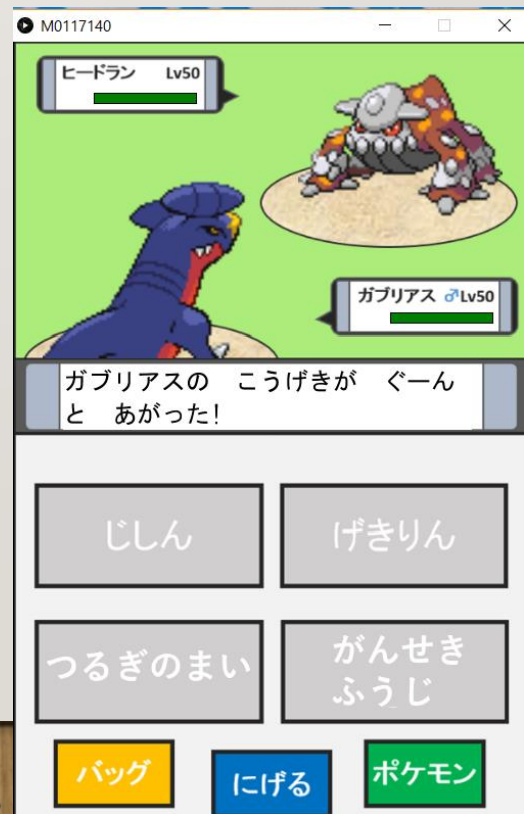 M0117140
ヒードラン Lv50
ガブリアス ♂Lv50
ガブリアスの こうげきが ぐーん
と あがった!
じしん
げきりん
つるぎのまい
がんせき
ふうじ
バッグ
にげる
ポケモン